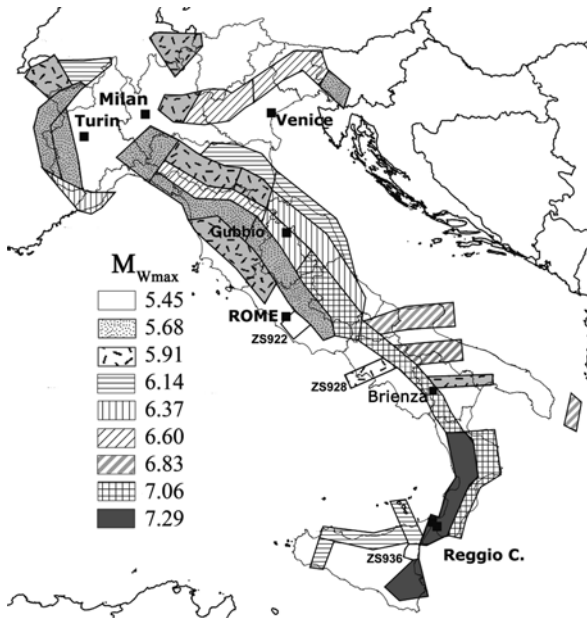 Milan
Turin
Venice
Gubbio
M_Wmax
5.45
5.68
5.91
6.14
6.37
6.60
6.83
7.06
7.29
ROME
ZS922
ZS928
Brienza
ZS936
Reggio C.